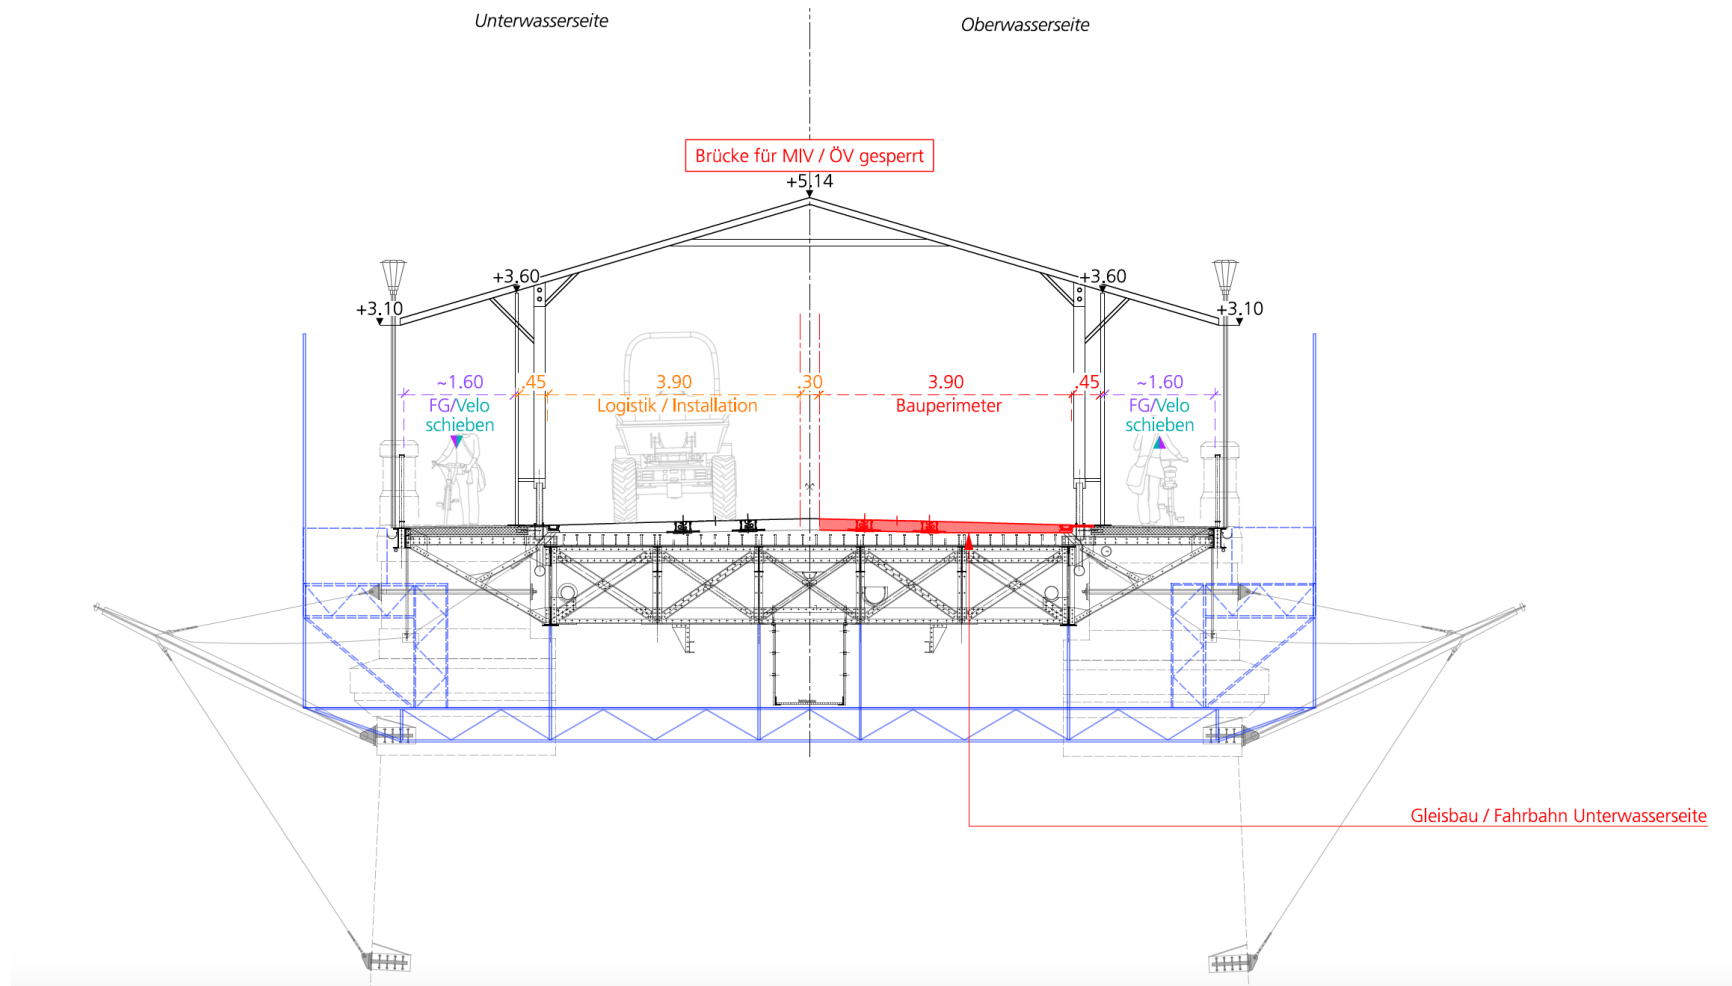 Unterwasserseite
Oberwasserseite
Brücke für MIV / ÖV gesperrt
+5.14
+3.60
+3.60
+3.10
+3.10
~1.60
.45
3.90
.30
3.90
.45
~1.60
FG/Velo
schieben
Logistik / Installation
Bauperimeter
FG/Velo
schieben
Gleisbau / Fahrbahn Unterwasserseite